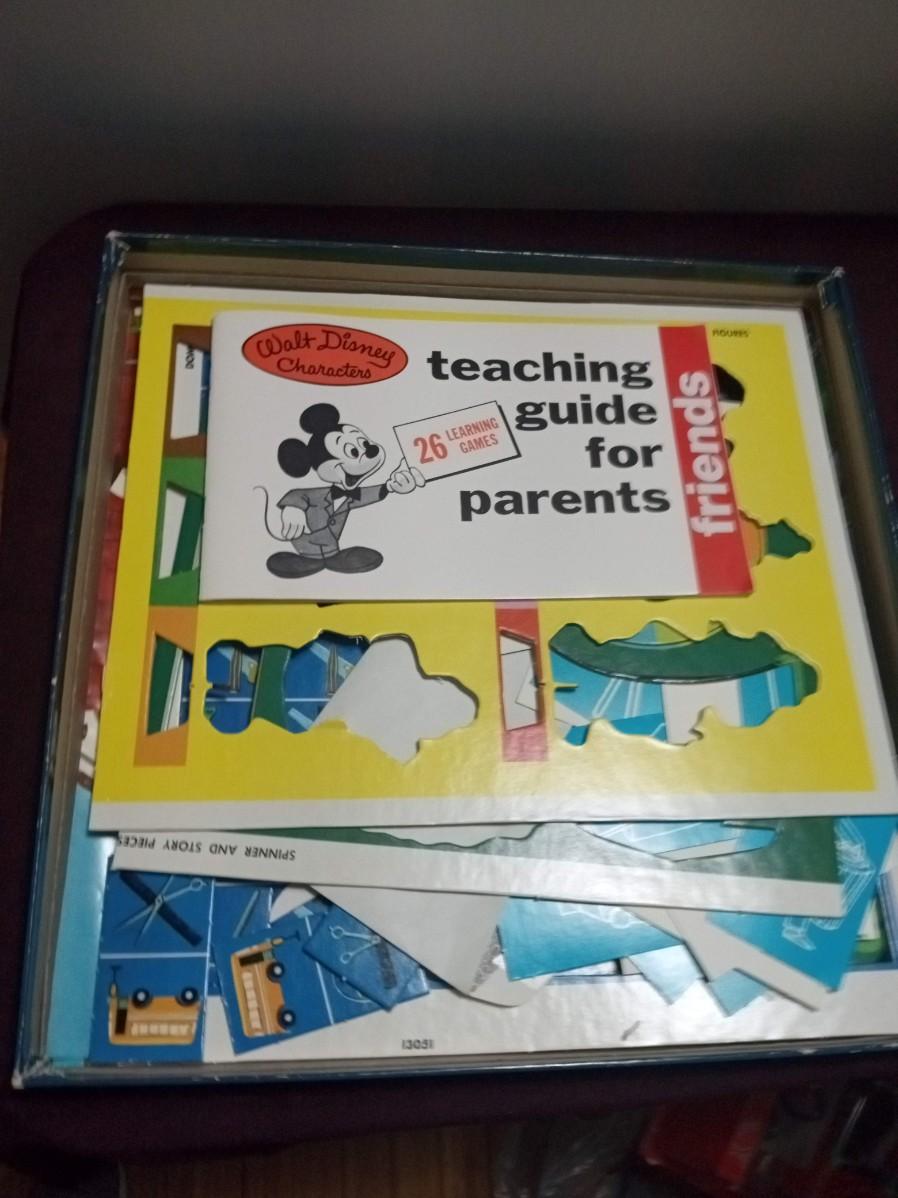 Walt Disney
Characters
teaching
guide
for
parents
26 LEARNING
GAMES
friends
FIGURES
SPINNER AND STORY PIECES
13051